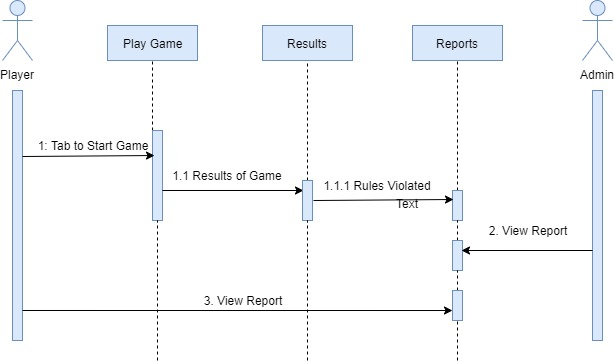 Play Game
Results
Reports
Player
Admin
1: Tab to Start Game
1.1 Results of Game
1.1.1 Rules Violated
Text
2. View Report
3. View Report